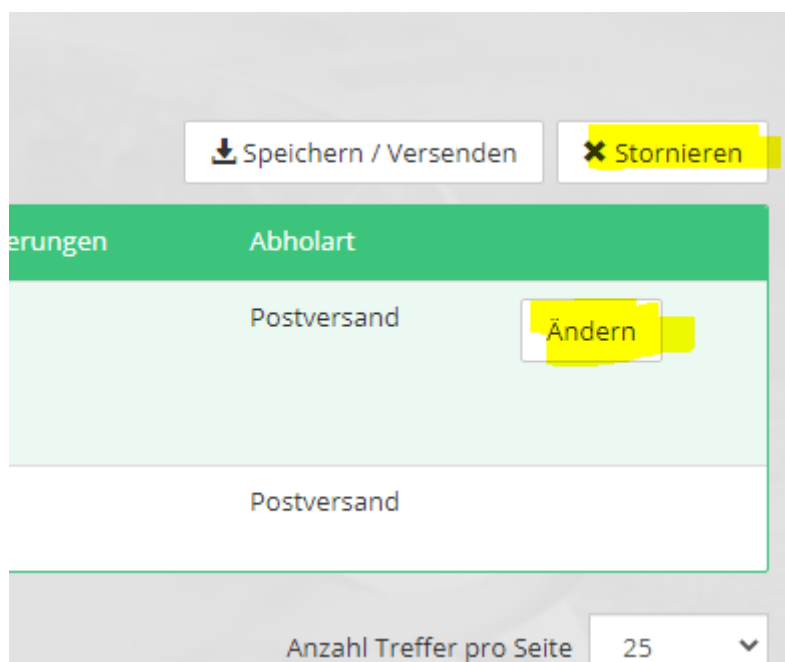 Speichern / Versenden Stornieren
erungen Abholart
Postversand Ändern
Postversand
Anzahl Treffer pro Seite 25